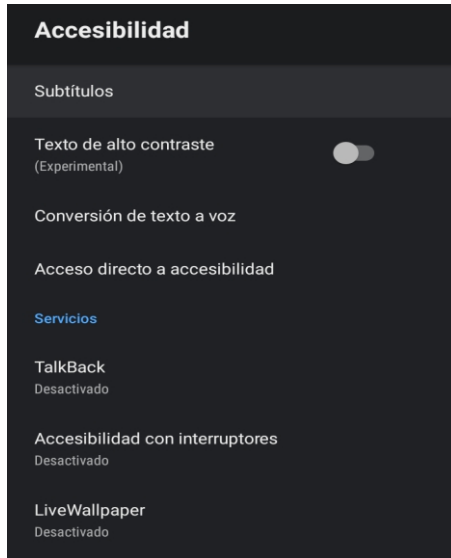 Accesibilidad
Subtítulos
Texto de alto contraste
(Experimental)
Conversión de texto a voz
Acceso directo a accesibilidad
Servicios
TalkBack
Desactivado
Accesibilidad con interruptores
Desactivado
LiveWallpaper
Desactivado